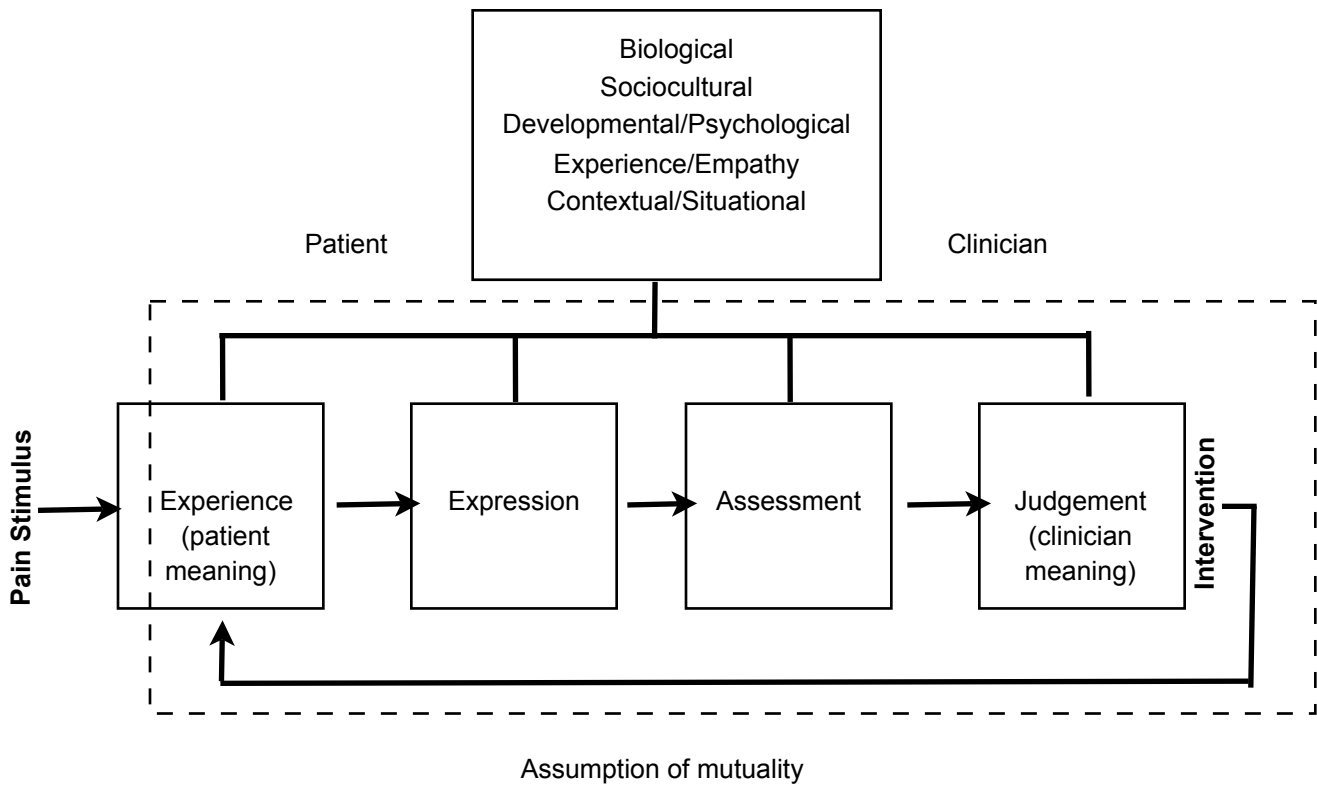 Biological
Sociocultural
Developmental/Psychological
Experience/Empathy
Contextual/Situational
Patient
Clinician
Pain Stimulus
Experience
(patient
meaning)
Expression
Assessment
Judgement
(clinician
meaning)
Intervention
Assumption of mutuality